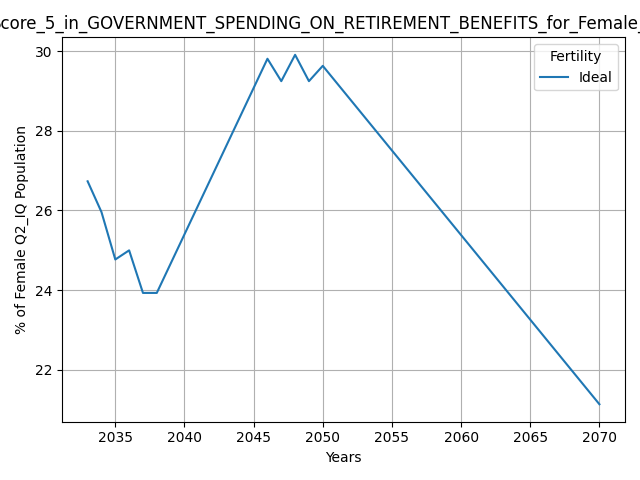 core_5_in_GOVERNMENT_SPENDING_ON_RETIREMENT_BENEFITS_for_Female_
Fertility
Ideal
% of Female Q2_IQ Population
30
28
26
24
22
2035 2040 2045 2050 2055 2060 2065 2070
Years